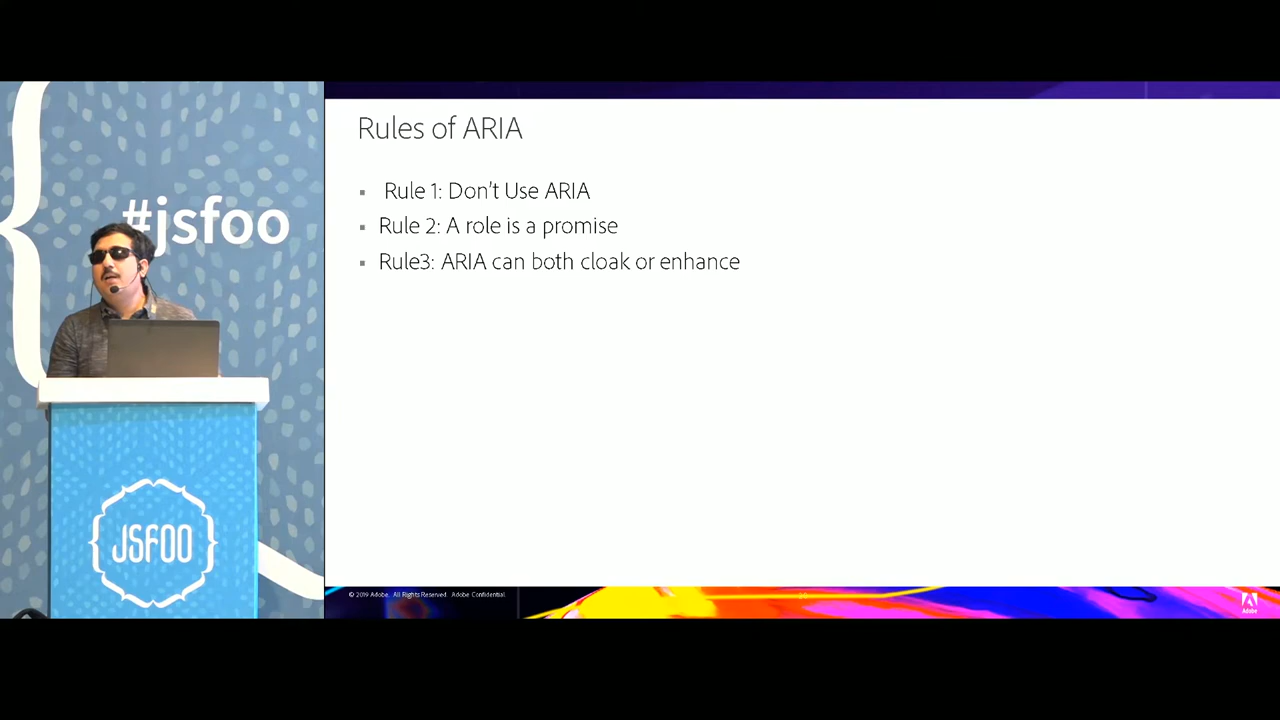 #jsfoo
JSFOO
Rules of ARIA
Rule 1: Don't Use ARIA
Rule 2: A role is a promise
Rule3: ARIA can both cloak or enhance
© 2019 Adobe. All Rights Reserved. Adobe Confidential.
Adobe